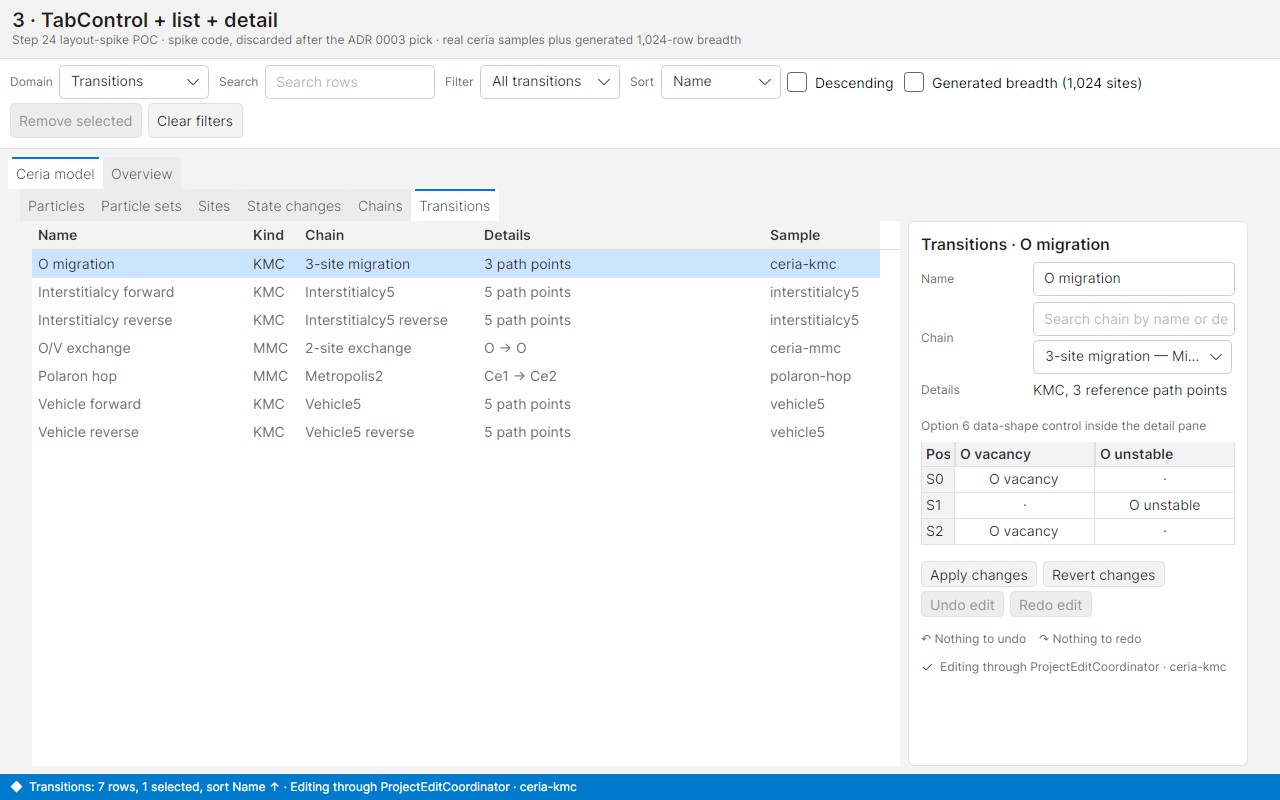 3 · TabControl + list + detail
Step 24 layout-spike POC · spike code, discarded after the ADR 0003 pick · real ceria samples plus generated 1,024-row breadth
Domain Transitions Search Search rows Filter All transitions Sort Name Descending Generated breadth (1,024 sites)
Remove selected Clear filters
Ceria model Overview
Particles Particle sets Sites State changes Chains Transitions
Name Kind Chain Details Sample
O migration KMC 3-site migration 3 path points ceria-kmc
Interstitialcy forward KMC Interstitialcy5 5 path points interstitialcy5
Interstitialcy reverse KMC Interstitialcy5 reverse 5 path points interstitialcy5
O/V exchange MMC 2-site exchange O → O ceria-mmc
Polaron hop MMC Metropolis2 Ce1 → Ce2 polaron-hop
Vehicle forward KMC Vehicle5 5 path points vehicle5
Vehicle reverse KMC Vehicle5 reverse 5 path points vehicle5
Transitions · O migration
Name O migration
Search chain by name or de
Chain
3-site migration — Mi...
Details KMC, 3 reference path points
Option 6 data-shape control inside the detail pane
Pos O vacancy O unstable
S0 O vacancy ·
S1 · O unstable
S2 O vacancy ·
Apply changes Revert changes
Undo edit Redo edit
↶ Nothing to undo ↷ Nothing to redo
✓ Editing through ProjectEditCoordinator · ceria-kmc
◆ Transitions: 7 rows, 1 selected, sort Name ↑ · Editing through ProjectEditCoordinator · ceria-kmc